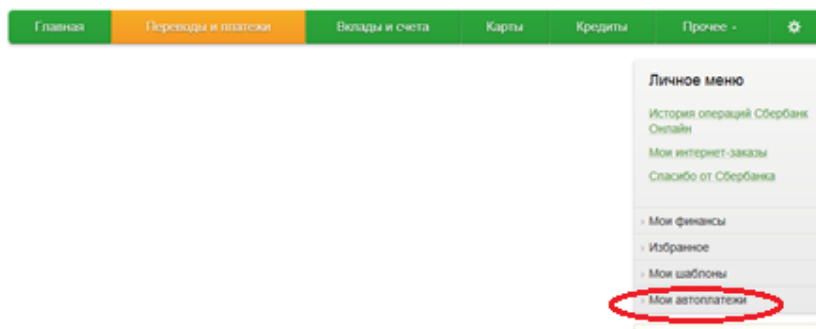 Главная Переводы и платежи Вклады и счета Карты Кредиты Прочее
Личное меню
История операций Сбербанк
Онлайн
Мои интернет-заказы
Спасибо от Сбербанка
Мои финансы
Избранное
Мои шаблоны
Мои автоплатежи